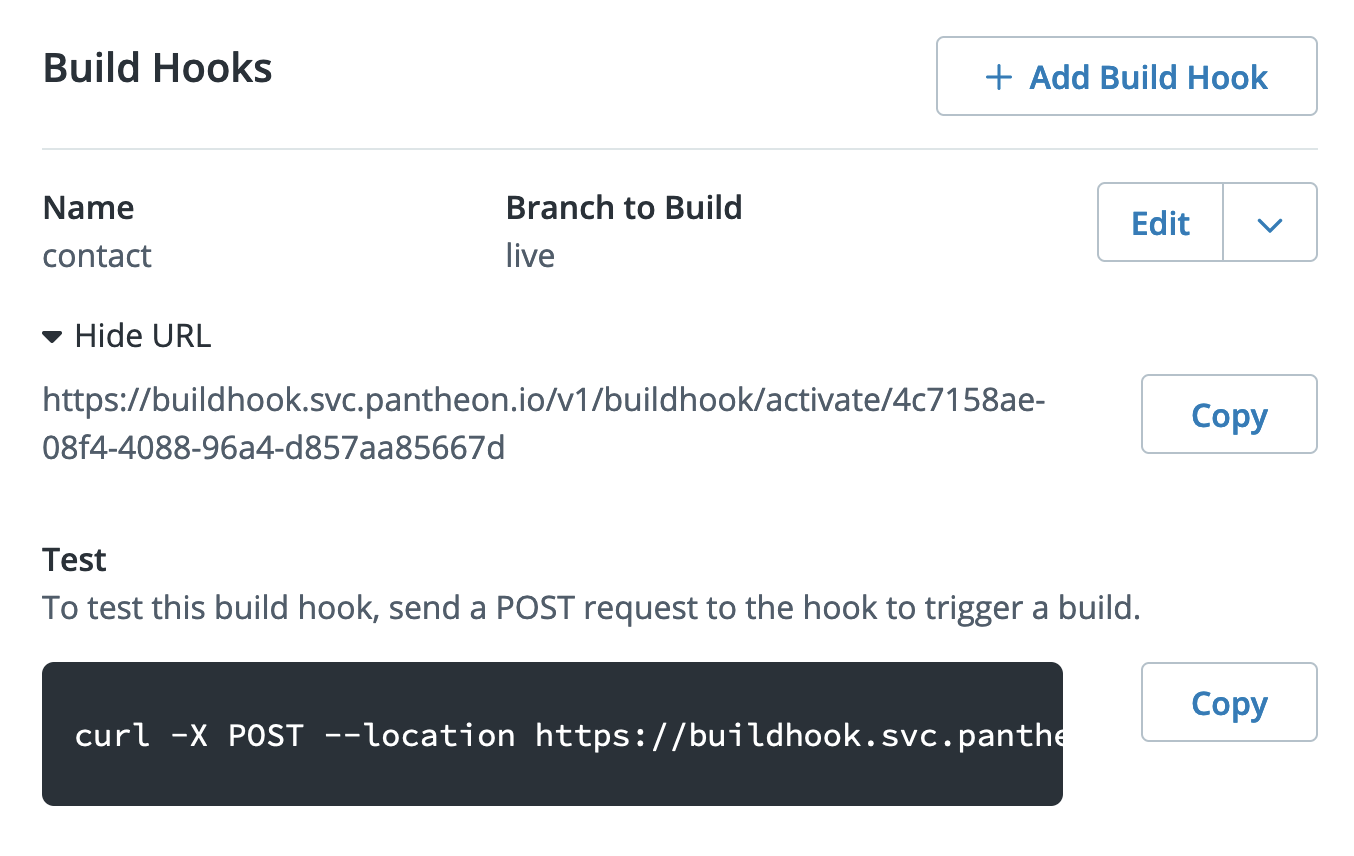 Build Hooks
+ Add Build Hook
Name
Branch to Build
contact
live
Edit
Hide URL
https://buildhook.svc.pantheon.io/v1/buildhook/activate/4c7158ae-
08f4-4088-96a4-d857aa85667d
Copy
Test
To test this build hook, send a POST request to the hook to trigger a build.
curl -X POST --location https://buildhook.svc.panthe
Copy